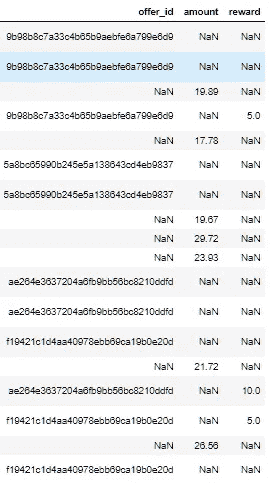 offer_id amount reward
9b98b8c7a33c4b65b9aebfe6a799e6d9 NaN NaN
9b98b8c7a33c4b65b9aebfe6a799e6d9 NaN NaN
NaN 19.89 NaN
9b98b8c7a33c4b65b9aebfe6a799e6d9 NaN 5.0
NaN 17.78 NaN
5a8bc65990b245e5a138643cd4eb9837 NaN NaN
5a8bc65990b245e5a138643cd4eb9837 NaN NaN
NaN 19.67 NaN
NaN 29.72 NaN
NaN 23.93 NaN
ae264e3637204a6fb9bb56bc8210ddfd NaN NaN
ae264e3637204a6fb9bb56bc8210ddfd NaN NaN
f19421c1d4aa40978ebb69ca19b0e20d NaN NaN
NaN 21.72 NaN
ae264e3637204a6fb9bb56bc8210ddfd NaN 10.0
f19421c1d4aa40978ebb69ca19b0e20d NaN 5.0
NaN 26.56 NaN
f19421c1d4aa40978ebb69ca19b0e20d NaN NaN